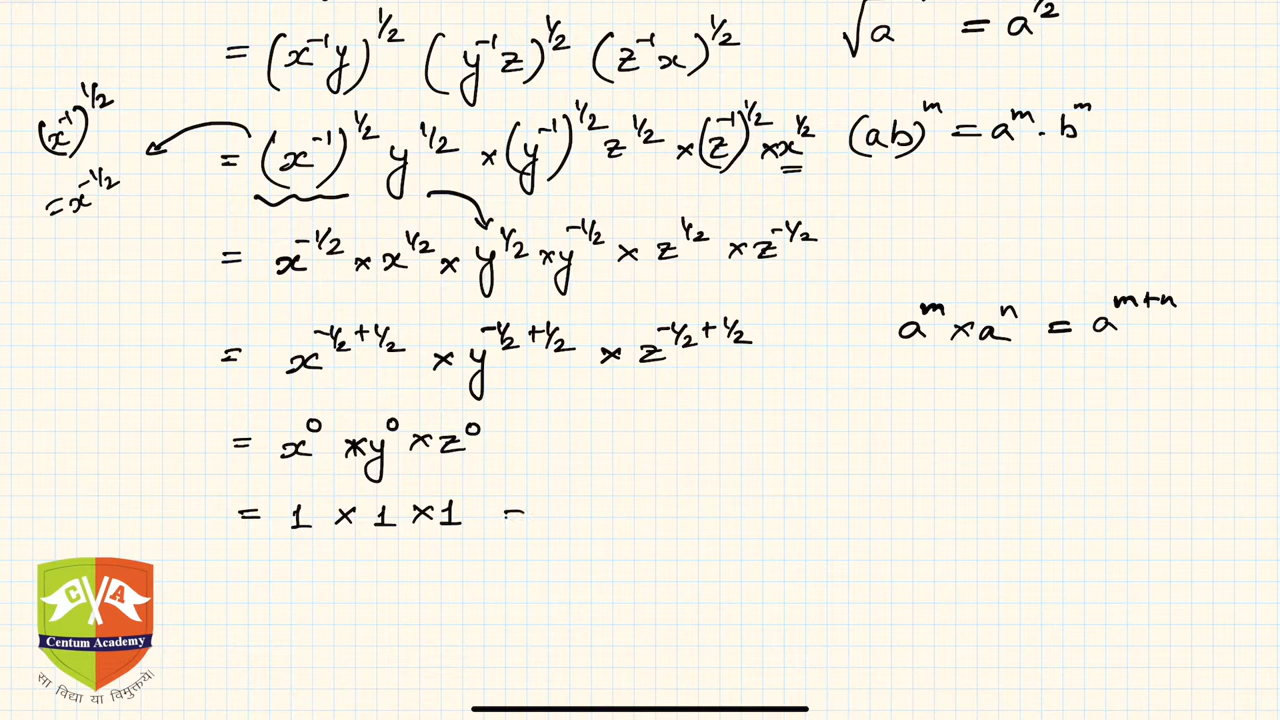 = (x⁻¹y)^1/2 (y⁻¹z)^1/2 (z⁻¹x)^1/2
√a = a^1/2
(x⁻¹)^1/2
= x^-1/2
= (x⁻¹)^1/2 y^1/2 × (y⁻¹)^1/2 z^1/2 × (z⁻¹)^1/2 × x^1/2
(ab)^m = a^m . b^m
= x^-1/2 × x^1/2 × y^1/2 × y^-1/2 × z^1/2 × z^-1/2
= x^-1/2+1/2 × y^-1/2+1/2 × z^-1/2+1/2
a^m × a^n = a^m+n
= x⁰ × y⁰ × z⁰
= 1 × 1 × 1 =
C A
Centum Academy
सा विद्या या विमुक्तये।